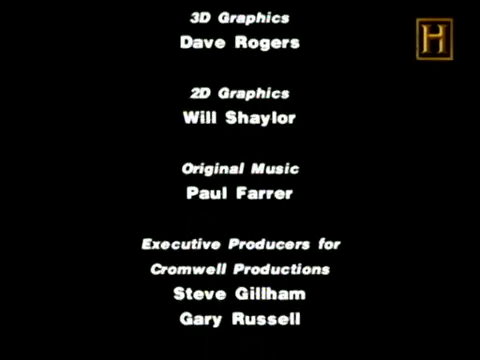 3D Graphics
Dave Rogers
H
2D Graphics
Will Shaylor
Original Music
Paul Farrer
Executive Producers for
Cromwell Productions
Steve Gillham
Gary Russell